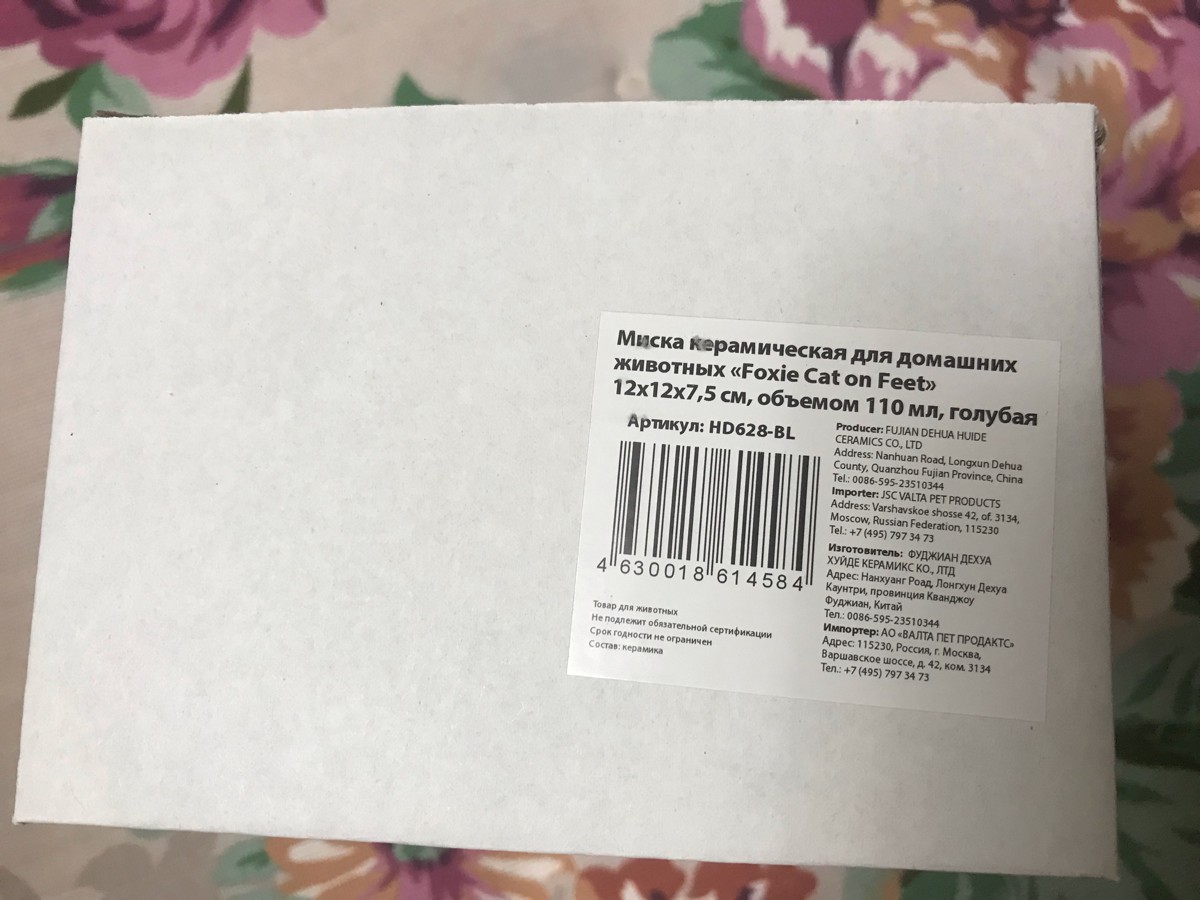 Миска керамическая для домашних
животных «Foxie Cat on Feet»
12x12x7,5 см, объемом 110 мл, голубая
Артикул: HD628-BL
4 630018 614584
Товар для животных
Не подлежит обязательной сертификации
Срок годности не ограничен
Состав: керамика
Producer: FUJIAN DEHUA HUIDE
CERAMICS CO., LTD
Address: Nanhuan Road, Longxun Dehua
County, Quanzhou Fujian Province, China
Tel.: 0086-595-23510344
Importer: JSC VALTA PET PRODUCTS
Address: Varshavskoe shosse 42, of. 3134,
Moscow, Russian Federation, 115230
Tel.: +7 (495) 797 34 73
Изготовитель: ФУДЖИАН ДЕХУА
ХУЙДЕ КЕРАМИКС КО., ЛТД
Адрес: Нанхуанг Роад, Лонгхун Дехуа
Каунтри, провинция Кванджоу
Фуджиан, Китай
Тел.: 0086-595-23510344
Импортер: АО «ВАЛТА ПЕТ ПРОДАКТС»
Адрес: 115230, Россия, г. Москва,
Варшавское шоссе, д. 42, ком. 3134
Тел.: +7 (495) 797 34 73